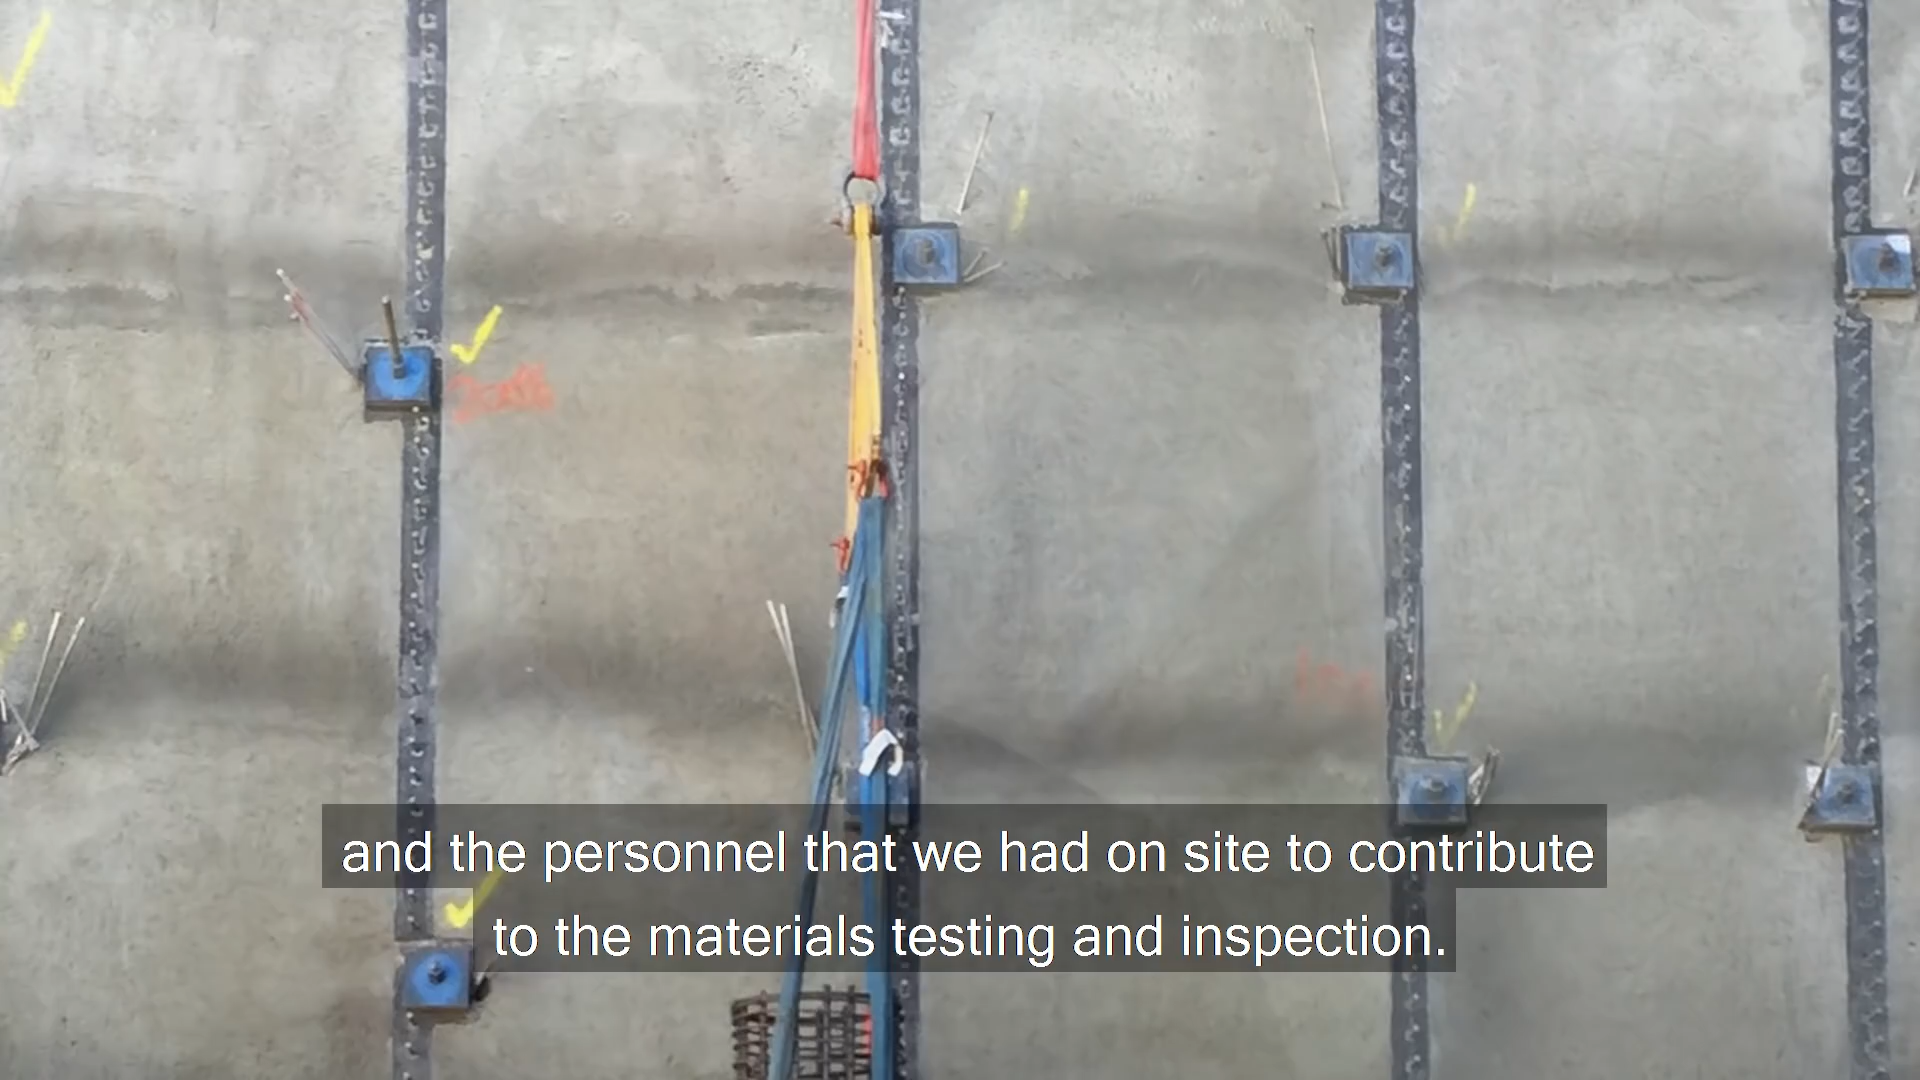 and the personnel that we had on site to contribute
to the materials testing and inspection.